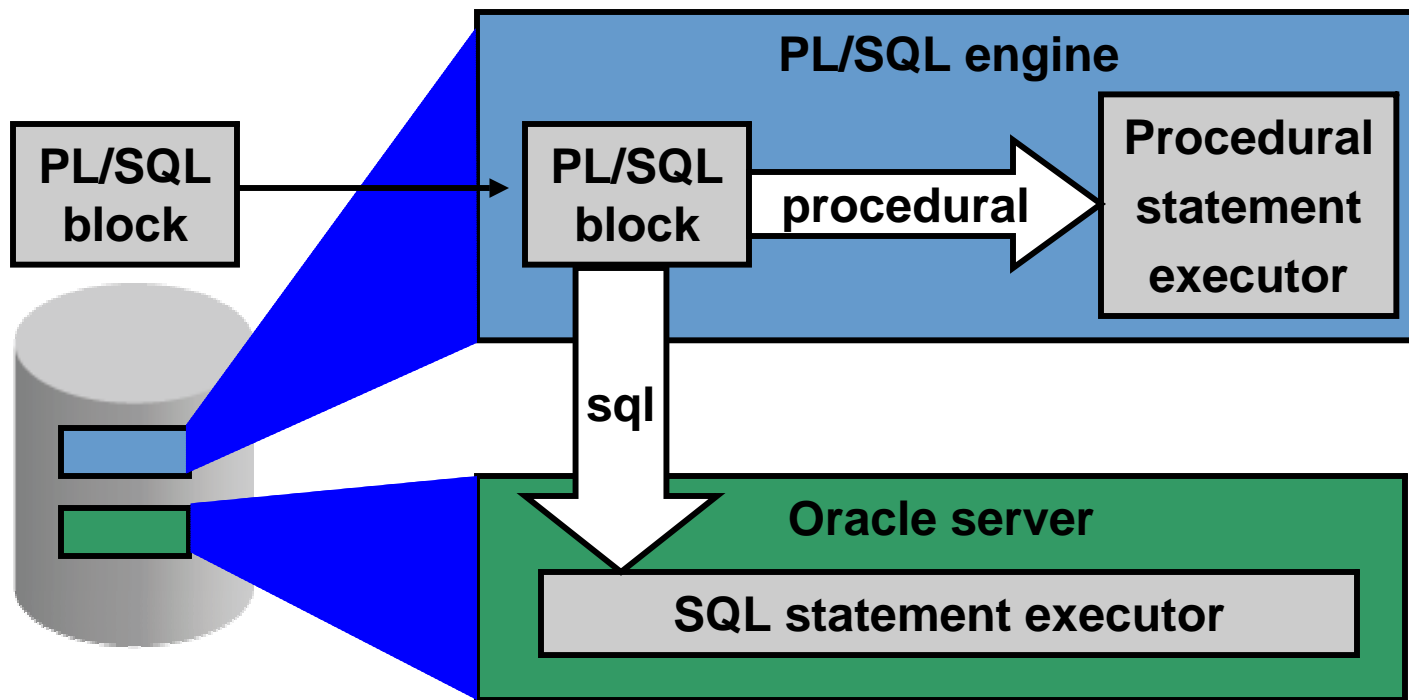 PL/SQL engine
PL/SQL
block
PL/SQL
block
procedural
Procedural
statement
executor
sql
Oracle server
SQL statement executor